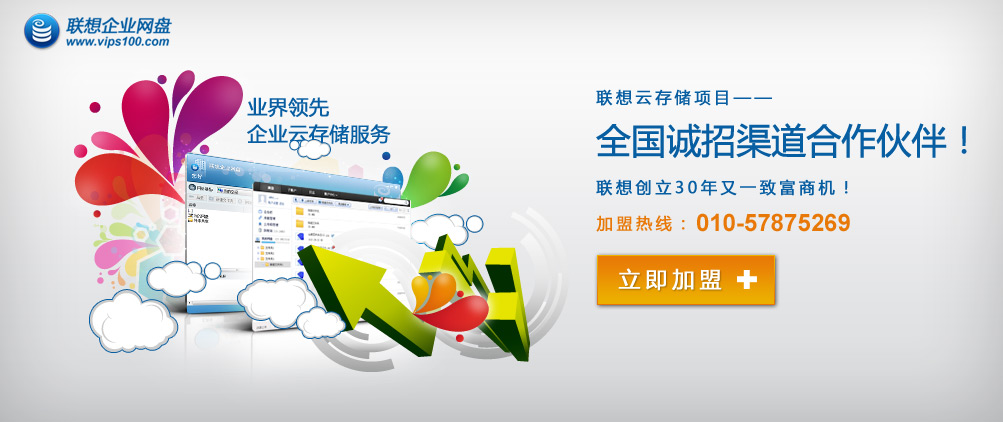 联想企业网盘
www.vips100.com
业界领先
企业云存储服务
联想云存储项目——
全国诚招渠道合作伙伴！
联想创立30年又一致富商机！
加盟热线：010-57875269
立即加盟